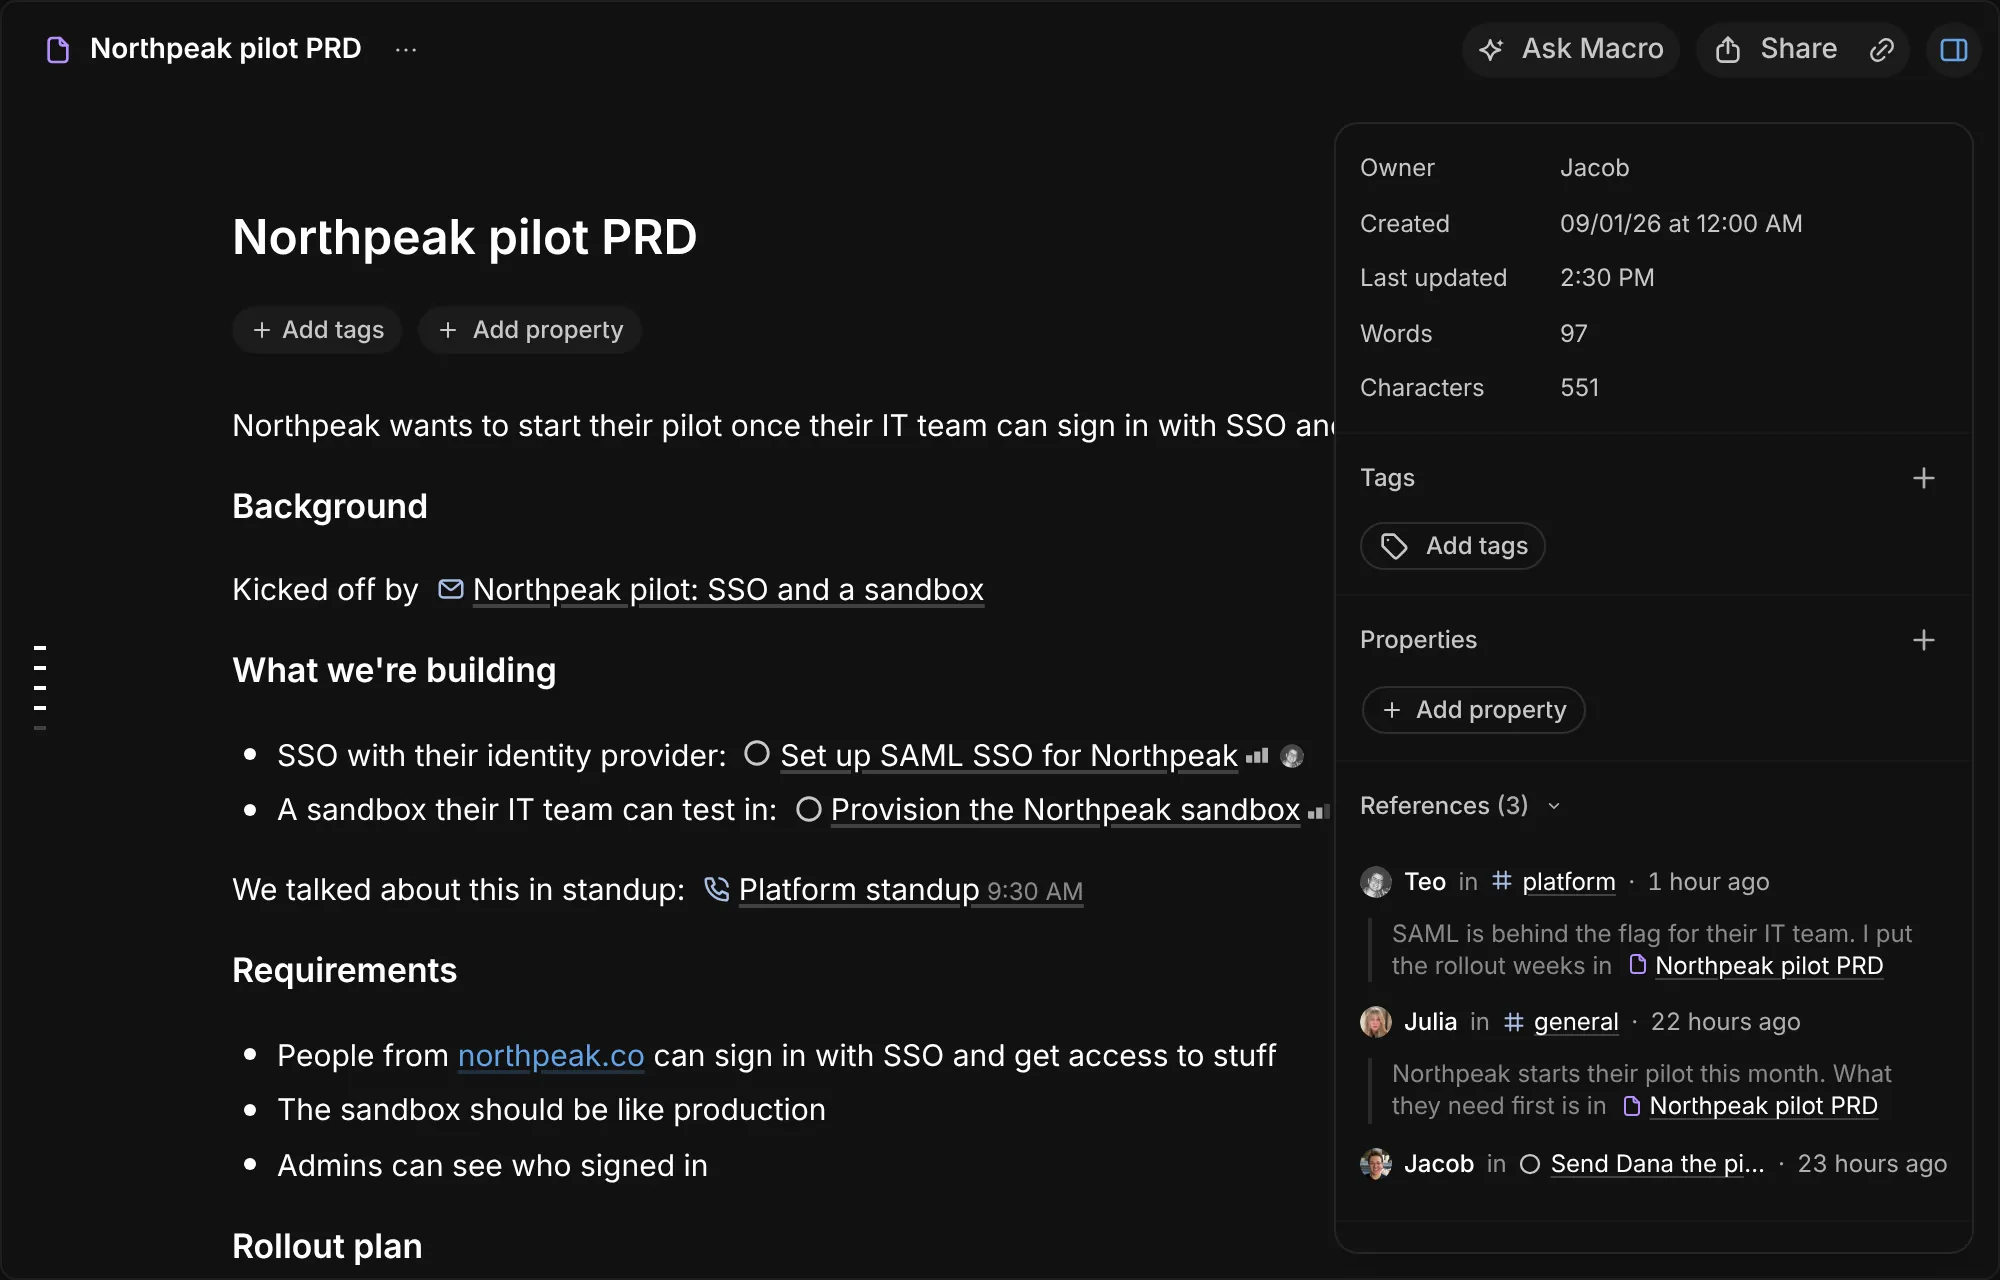 Northpeak pilot PRD ...
Ask Macro
Share
Northpeak pilot PRD
+ Add tags
+ Add property
Northpeak wants to start their pilot once their IT team can sign in with SSO
Background
Kicked off by Northpeak pilot: SSO and a sandbox
What we're building
• SSO with their identity provider: Set up SAML SSO for Northpeak
• A sandbox their IT team can test in: Provision the Northpeak sandbox
We talked about this in standup: Platform standup 9:30 AM
Requirements
• People from northpeak.co can sign in with SSO and get access to stuff
• The sandbox should be like production
• Admins can see who signed in
Rollout plan
Owner Jacob
Created 09/01/26 at 12:00 AM
Last updated 2:30 PM
Words 97
Characters 551
Tags +
Add tags
Properties +
+ Add property
References (3)
Teo in # platform · 1 hour ago
SAML is behind the flag for their IT team. I put
the rollout weeks in Northpeak pilot PRD
Julia in # general · 22 hours ago
Northpeak starts their pilot this month. What
they need first is in Northpeak pilot PRD
Jacob in Send Dana the pi... · 23 hours ago